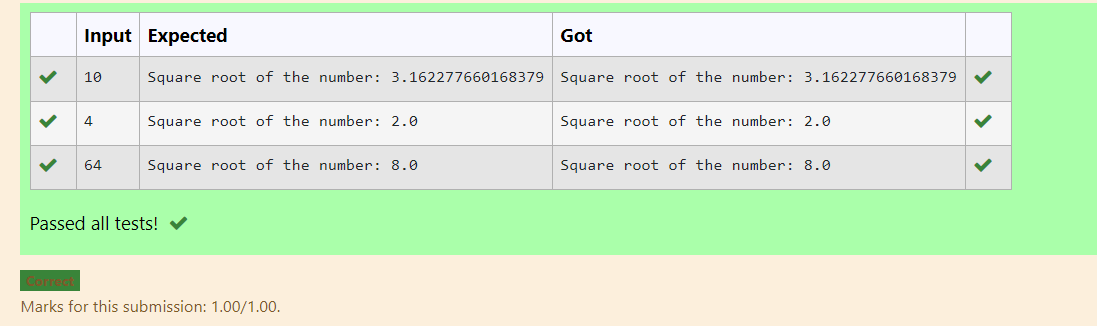 Input Expected Got
10 Square root of the number: 3.162277660168379 Square root of the number: 3.162277660168379
4 Square root of the number: 2.0 Square root of the number: 2.0
64 Square root of the number: 8.0 Square root of the number: 8.0
Passed all tests!
Correct
Marks for this submission: 1.00/1.00.